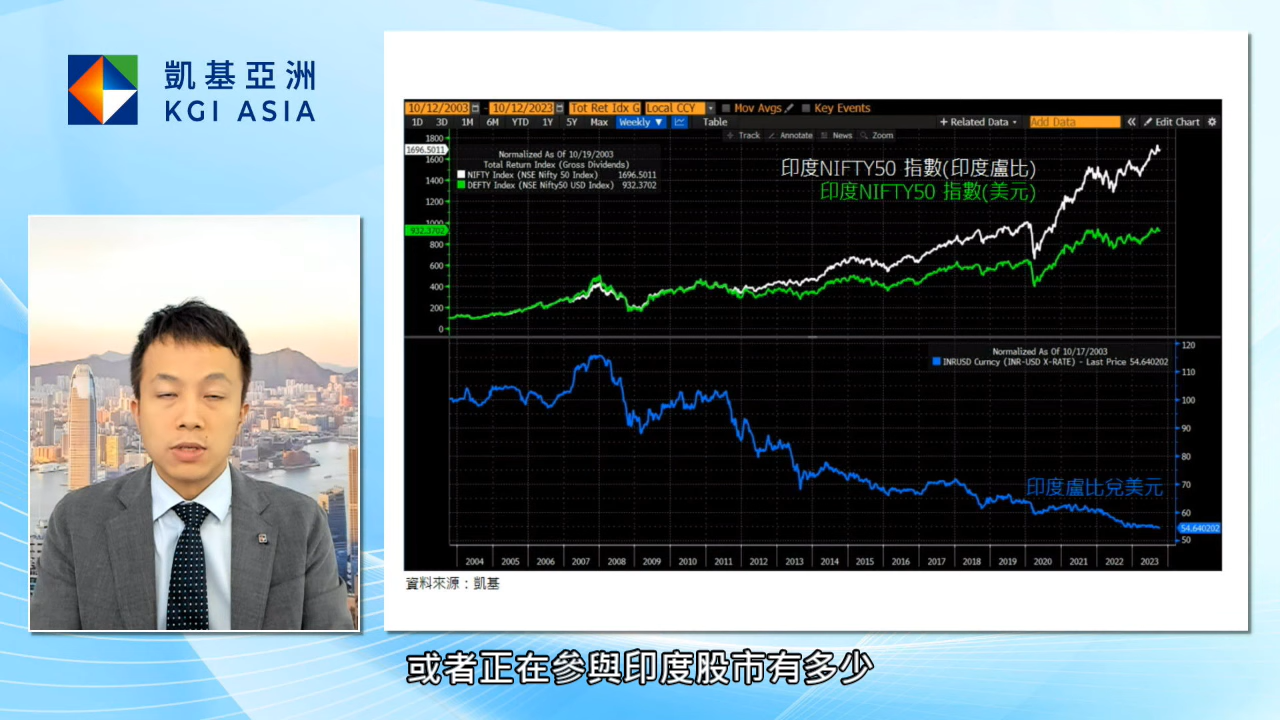 凱基亞洲
KGI ASIA
10/12/2003 - 10/12/2023 Tot Ret Idx G Local CCY Mov Avgs Key Events
1D 3D 1M 6M YTD 1Y 5Y Max Weekly ▼ Table + Related Data Add Data « Edit Chart
Track Annotate News Zoom
Normalized As Of 10/19/2003
Total Return Index (Gross Dividends)
NIFTY Index (NSE Nifty 50 Index) 1696.5011
DEFTY Index (NSE Nifty50 USD Index) 932.3702
印度NIFTY50 指數(印度盧比)
印度NIFTY50 指數(美元)
1800
1696.5011
1600
1400
1200
1000
932.3702
800
600
400
200
0
Normalized As Of 10/17/2003
INRUSD Curncy (INR-USD X-RATE) - Last Price 54.640202
印度盧比兌美元
120
110
100
90
80
70
60
54.640202
50
2004 2005 2006 2007 2008 2009 2010 2011 2012 2013 2014 2015 2016 2017 2018 2019 2020 2021 2022 2023
資料來源：凱基
或者正在參與印度股市有多少